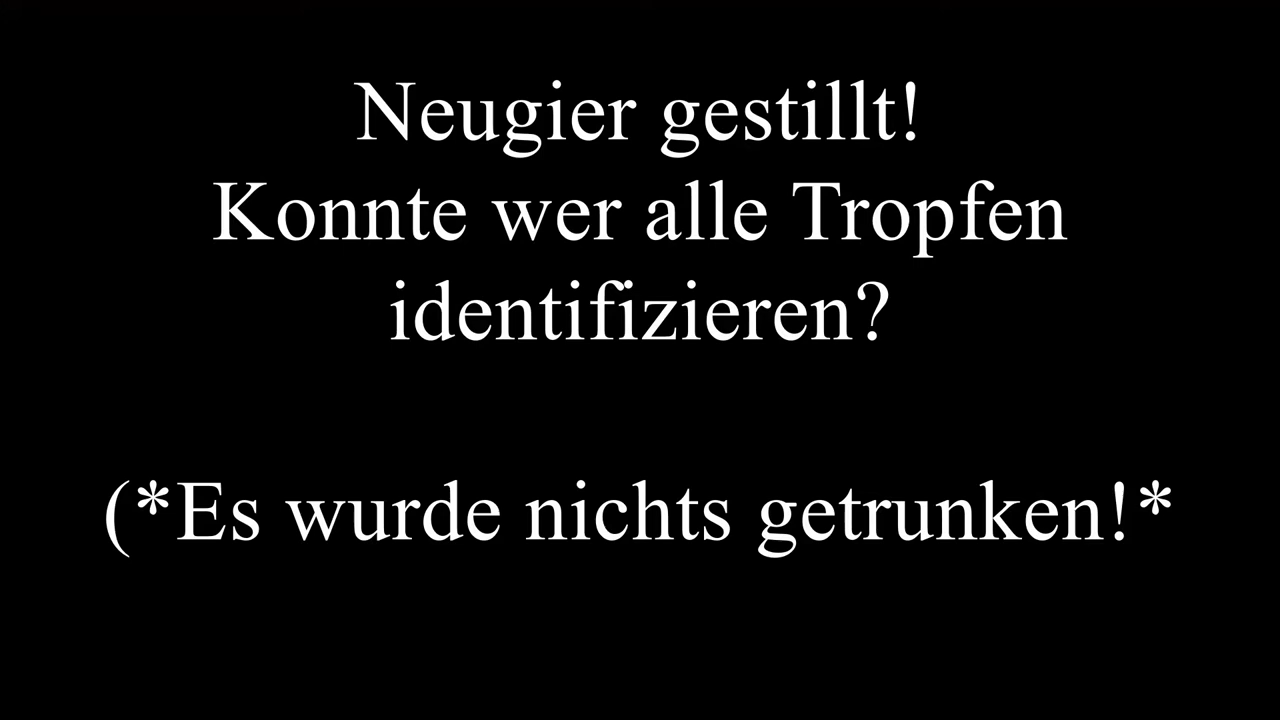 Neugier gestillt!
Konnte wer alle Tropfen
identifizieren?
(*Es wurde nichts getrunken!*